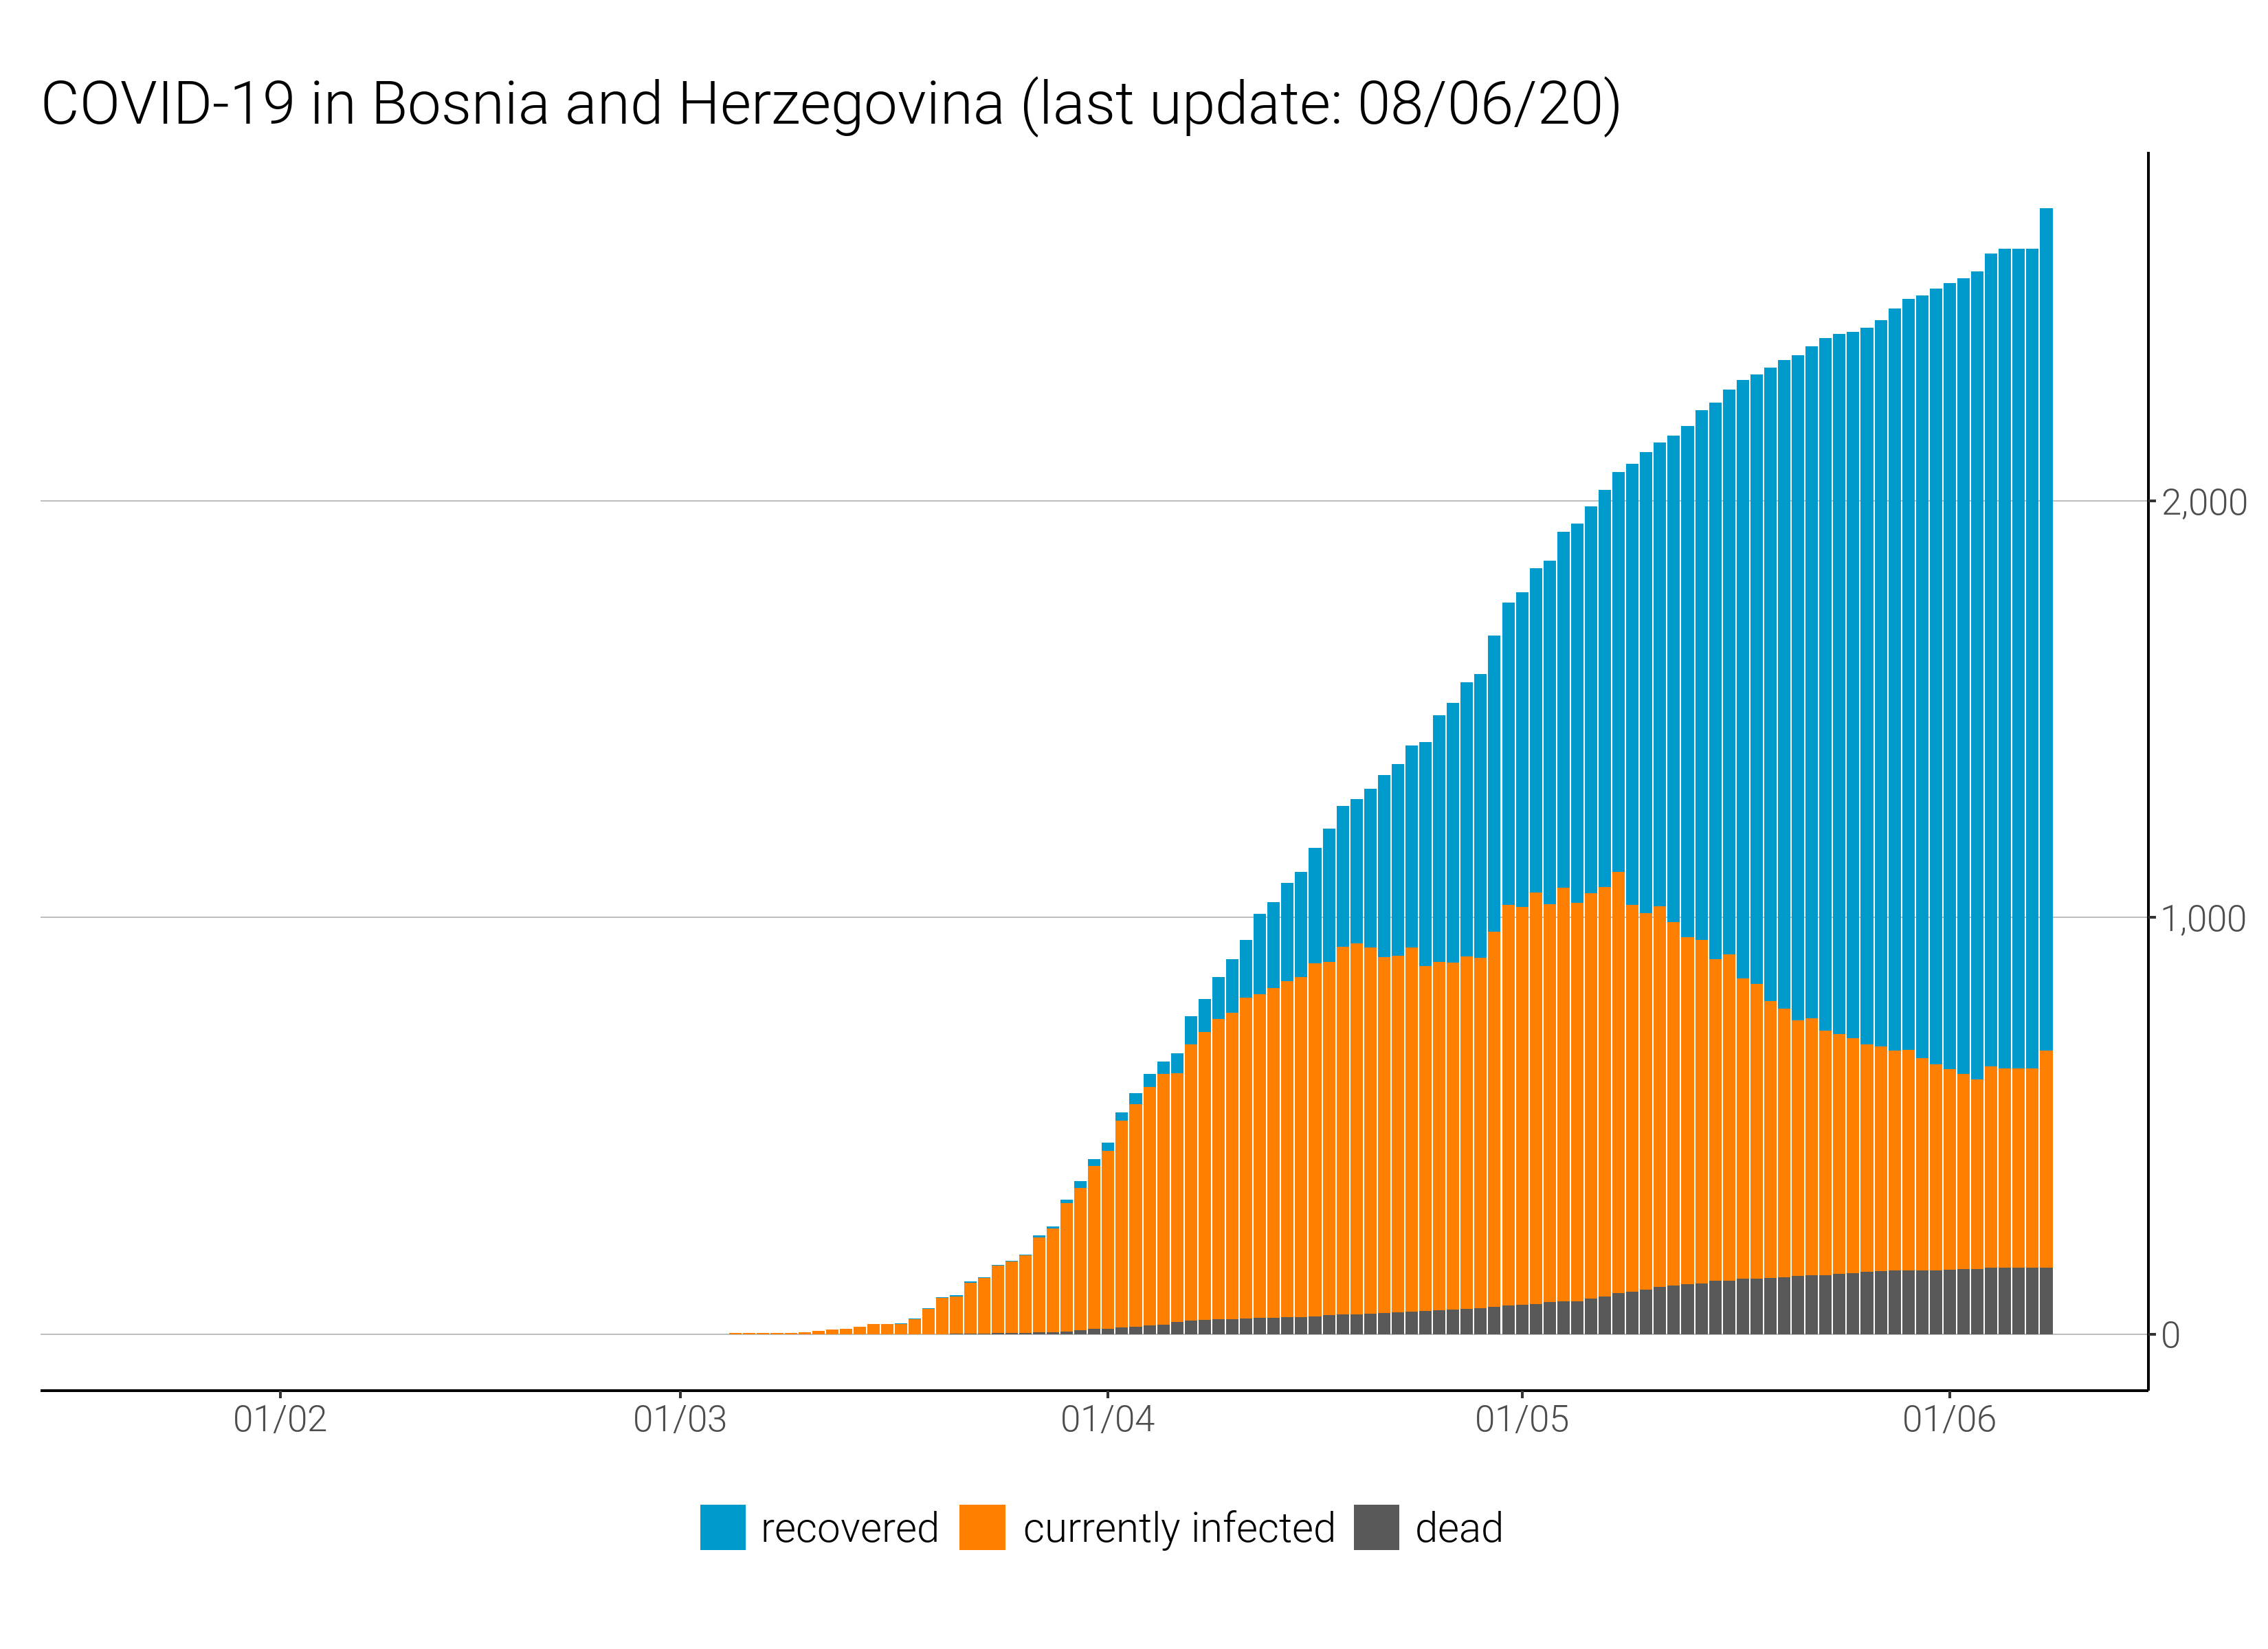 COVID-19 in Bosnia and Herzegovina (last update: 08/06/20)
2,000
1,000
0
01/02 01/03 01/04 01/05 01/06
recovered currently infected dead